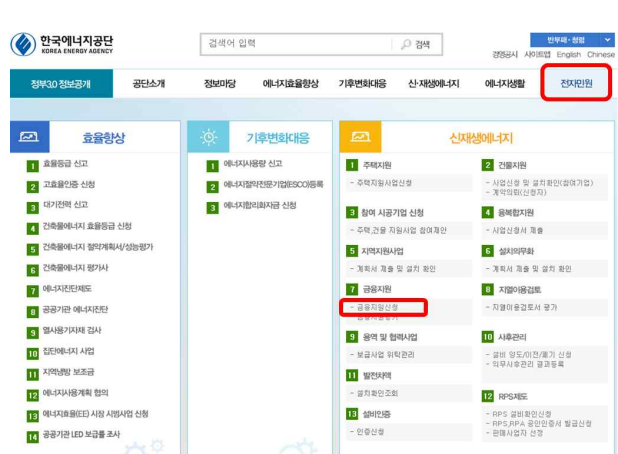 한국에너지공단
KOREA ENERGY AGENCY
검색어 입력
검색
반부패·청렴
경영공시 사이트맵 English Chinese
정부3.0 정보공개 공단소개 정보마당 에너지효율향상 기후변화대응 신·재생에너지 에너지생활 전자민원
효율향상
1 효율등급 신고
2 고효율인증 신청
3 대기전력 신고
4 건축물에너지 효율등급 신청
5 건축물에너지 절약계획서/성능평가
6 건축물에너지 평가사
7 에너지진단제도
8 공공기관 에너지진단
9 열사용기자재 검사
10 집단에너지 사업
11 지역냉방 보조금
12 에너지사용계획 협의
13 에너지효율(EE) 시장 시범사업 신청
14 공공기관 LED 보급률 조사
기후변화대응
1 에너지사용량 신고
2 에너지절약전문기업(ESCO)등록
3 에너지합리화자금 신청
신재생에너지
1 주택지원
- 주택지원사업신청
2 건물지원
- 사업신청 및 설치확인(참여기업)
- 계약의뢰(신청자)
3 참여 시공기업 신청
- 주택,건물 지원사업 참여제안
4 융복합지원
- 사업신청서 제출
5 지역지원사업
- 계획서 제출 및 설치 확인
6 설치의무화
- 계획서 제출 및 설치 확인
7 금융지원
- 금융지원신청
8 지열이용검토
- 지열이용검토서 평가
9 용역 및 협력사업
- 보급사업 위탁관리
10 사후관리
- 설비 양도/이전/폐기 신청
- 의무사후관리 결과등록
11 발전차액
- 설치확인조회
12 RPS제도
- RPS 설비확인신청
- RPS,RPA 공인인증서 발급신청
- 판매사업자 선정
13 설비인증
- 인증신청